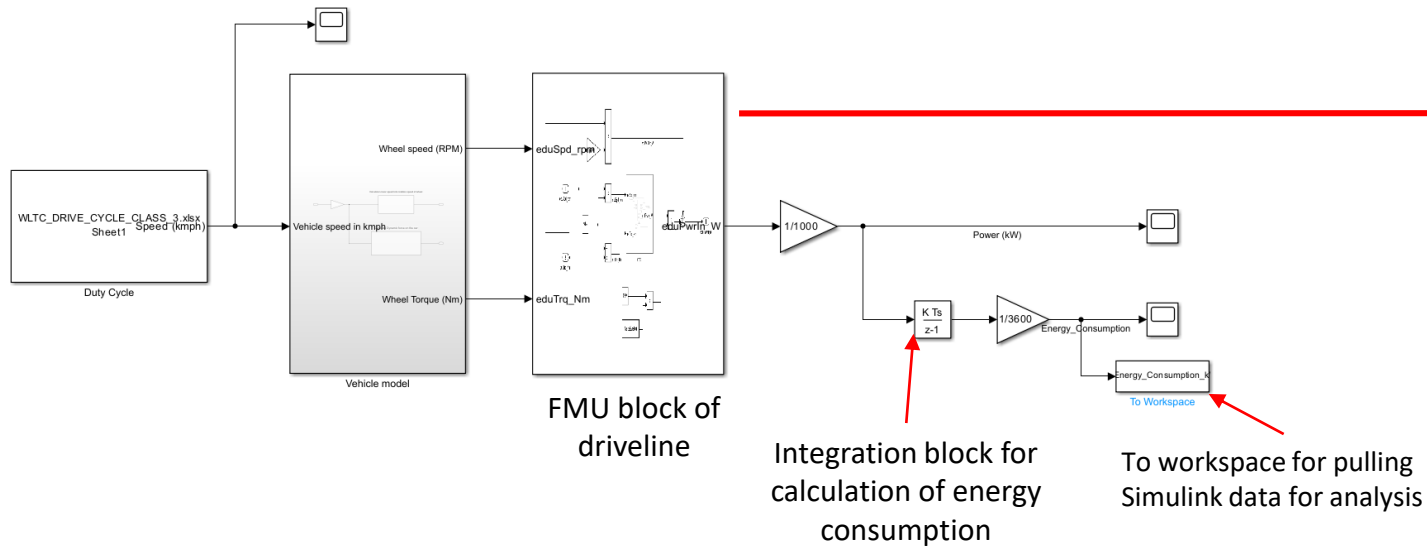 WLTC_DRIVE_CYCLE_CLASS_3.xlsx
Sheet1
Speed (kmph)
Duty Cycle
Vehicle speed in kmph
Wheel speed (RPM)
Wheel Torque (Nm)
Vehicle model
eduSpd_rpm
eduTrq_Nm
eduPwrIn_W
FMU block of
driveline
1/1000
Power (kW)
K Ts
z-1
1/3600
Energy_Consumption
Energy_Consumption_k
To Workspace
Integration block for
calculation of energy
consumption
To workspace for pulling
Simulink data for analysis